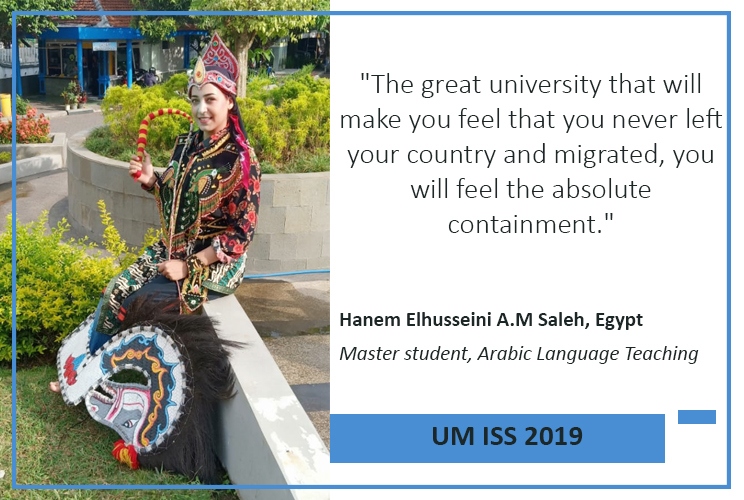 "The great university that will
make you feel that you never left
your country and migrated, you
will feel the absolute
containment."
Hanem Elhusseini A.M Saleh, Egypt
Master student, Arabic Language Teaching
UM ISS 2019